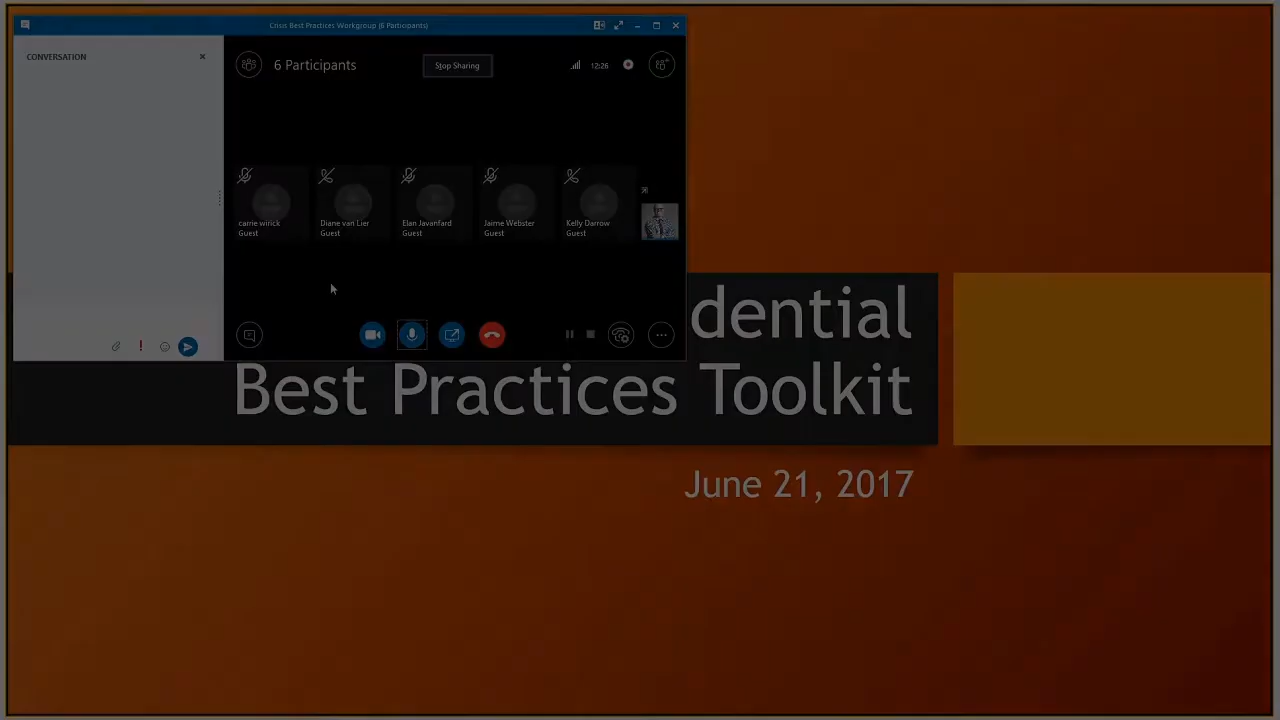 Crisis Best Practices Workgroup (6 Participants)
CONVERSATION
6 Participants
Stop Sharing
12:26
carrie wirick
Guest
Diane van Lier
Guest
Elan Javanfard
Guest
Jaime Webster
Guest
Kelly Darrow
Guest
dential
Best Practices Toolkit
June 21, 2017